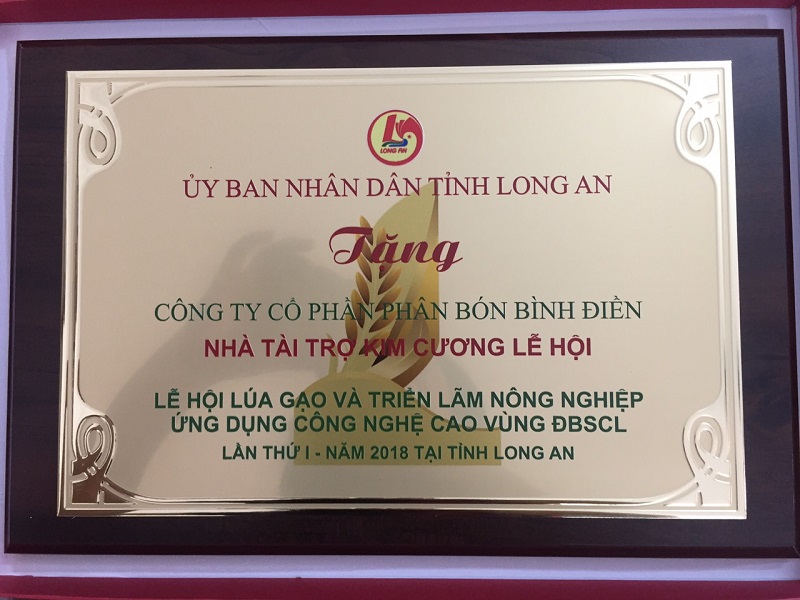 LONG AN
ỦY BAN NHÂN DÂN TỈNH LONG AN
Tặng
CÔNG TY CỔ PHẦN PHÂN BÓN BÌNH ĐIỀN
NHÀ TÀI TRỢ KIM CƯƠNG LỄ HỘI
LỄ HỘI LÚA GẠO VÀ TRIỂN LÃM NÔNG NGHIỆP
ỨNG DỤNG CÔNG NGHỆ CAO VÙNG ĐBSCL
LẦN THỨ I - NĂM 2018 TẠI TỈNH LONG AN